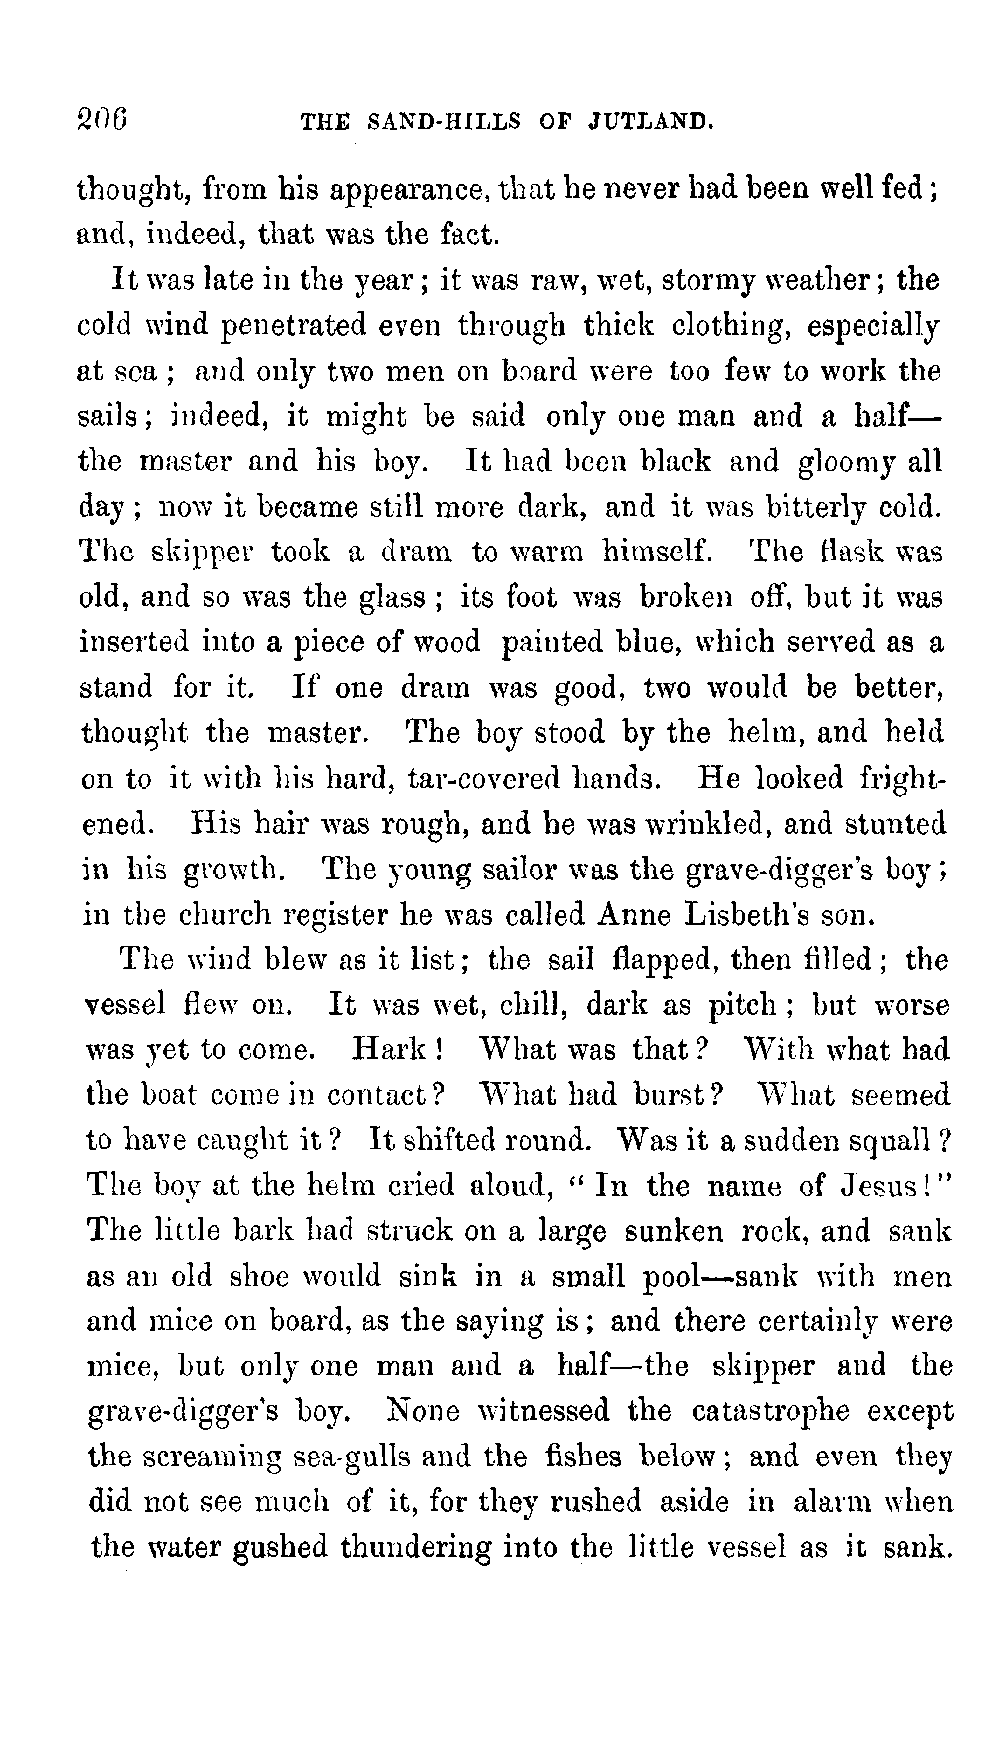 206 THE SAND-HILLS OF JUTLAND.
thought, from his appearance, that he never had been well fed;
and, indeed, that was the fact.
It was late in the year; it was raw, wet, stormy weather; the
cold wind penetrated even through thick clothing, especially
at sea; and only two men on board were too few to work the
sails; indeed, it might be said only one man and a half—
the master and his boy. It had been black and gloomy all
day; now it became still more dark, and it was bitterly cold.
The skipper took a dram to warm himself. The flask was
old, and so was the glass; its foot was broken off, but it was
inserted into a piece of wood painted blue, which served as a
stand for it. If one dram was good, two would be better,
thought the master. The boy stood by the helm, and held
on to it with his hard, tar-covered hands. He looked fright-
ened. His hair was rough, and he was wrinkled, and stunted
in his growth. The young sailor was the grave-digger's boy;
in the church register he was called Anne Lisbeth's son.
The wind blew as it list; the sail flapped, then filled; the
vessel flew on. It was wet, chill, dark as pitch; but worse
was yet to come. Hark! What was that? With what had
the boat come in contact? What had burst? What seemed
to have caught it? It shifted round. Was it a sudden squall?
The boy at the helm cried aloud, "In the name of Jesus!"
The little bark had struck on a large sunken rock, and sank
as an old shoe would sink in a small pool—sank with men
and mice on board, as the saying is; and there certainly were
mice, but only one man and a half—the skipper and the
grave-digger's boy. None witnessed the catastrophe except
the screaming sea-gulls and the fishes below; and even they
did not see much of it, for they rushed aside in alarm when
the water gushed thundering into the little vessel as it sank.